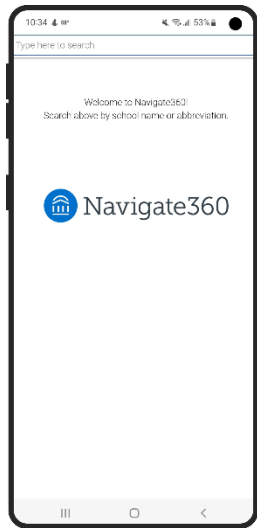 10:34
53%
Type here to search
Welcome to Navigate360!
Search above by school name or abbreviation.
Navigate360